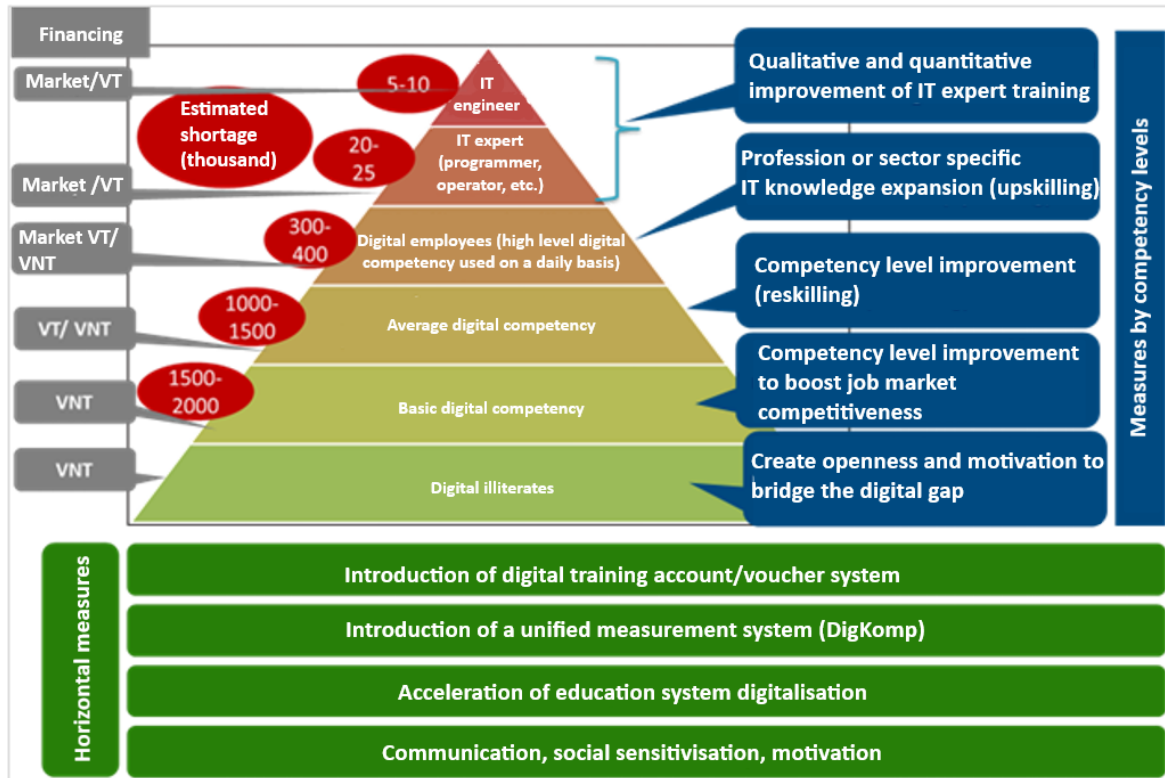 Financing
Market/VT
Market /VT
Market VT/
VNT
VT/ VNT
VNT
VNT
Estimated
shortage
(thousand)
5-10
20-
25
300-
400
1000-
1500
1500-
2000
IT
engineer
IT expert
(programmer,
operator, etc.)
Digital employees (high level digital
competency used on a daily basis)
Average digital competency
Basic digital competency
Digital illiterates
Qualitative and quantitative
improvement of IT expert training
Profession or sector specific
IT knowledge expansion (upskilling)
Competency level improvement
(reskilling)
Competency level improvement
to boost job market
competitiveness
Create openness and motivation to
bridge the digital gap
Measures by competency levels
Horizontal measures
Introduction of digital training account/voucher system
Introduction of a unified measurement system (DigKomp)
Acceleration of education system digitalisation
Communication, social sensitivisation, motivation